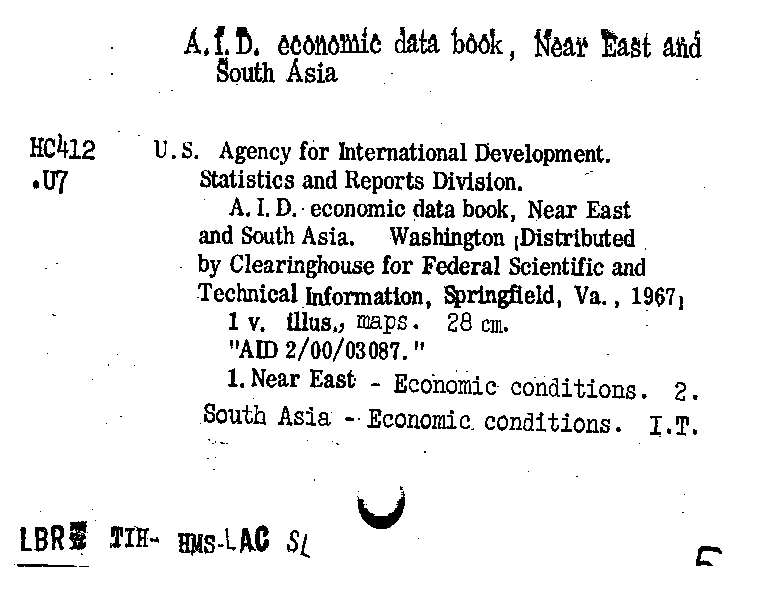 A.I.D. economic data book, Near East and
South Asia
HC412
.U7
U.S. Agency for International Development.
Statistics and Reports Division.
A.I.D. economic data book, Near East
and South Asia. Washington [Distributed
by Clearinghouse for Federal Scientific and
Technical Information, Springfield, Va., 1967]
1 v. illus., maps. 28 cm.
"AID 2/00/03087."
1. Near East - Economic conditions. 2.
South Asia - Economic conditions. I.T.
LBR TIH- HMS-LAC SL